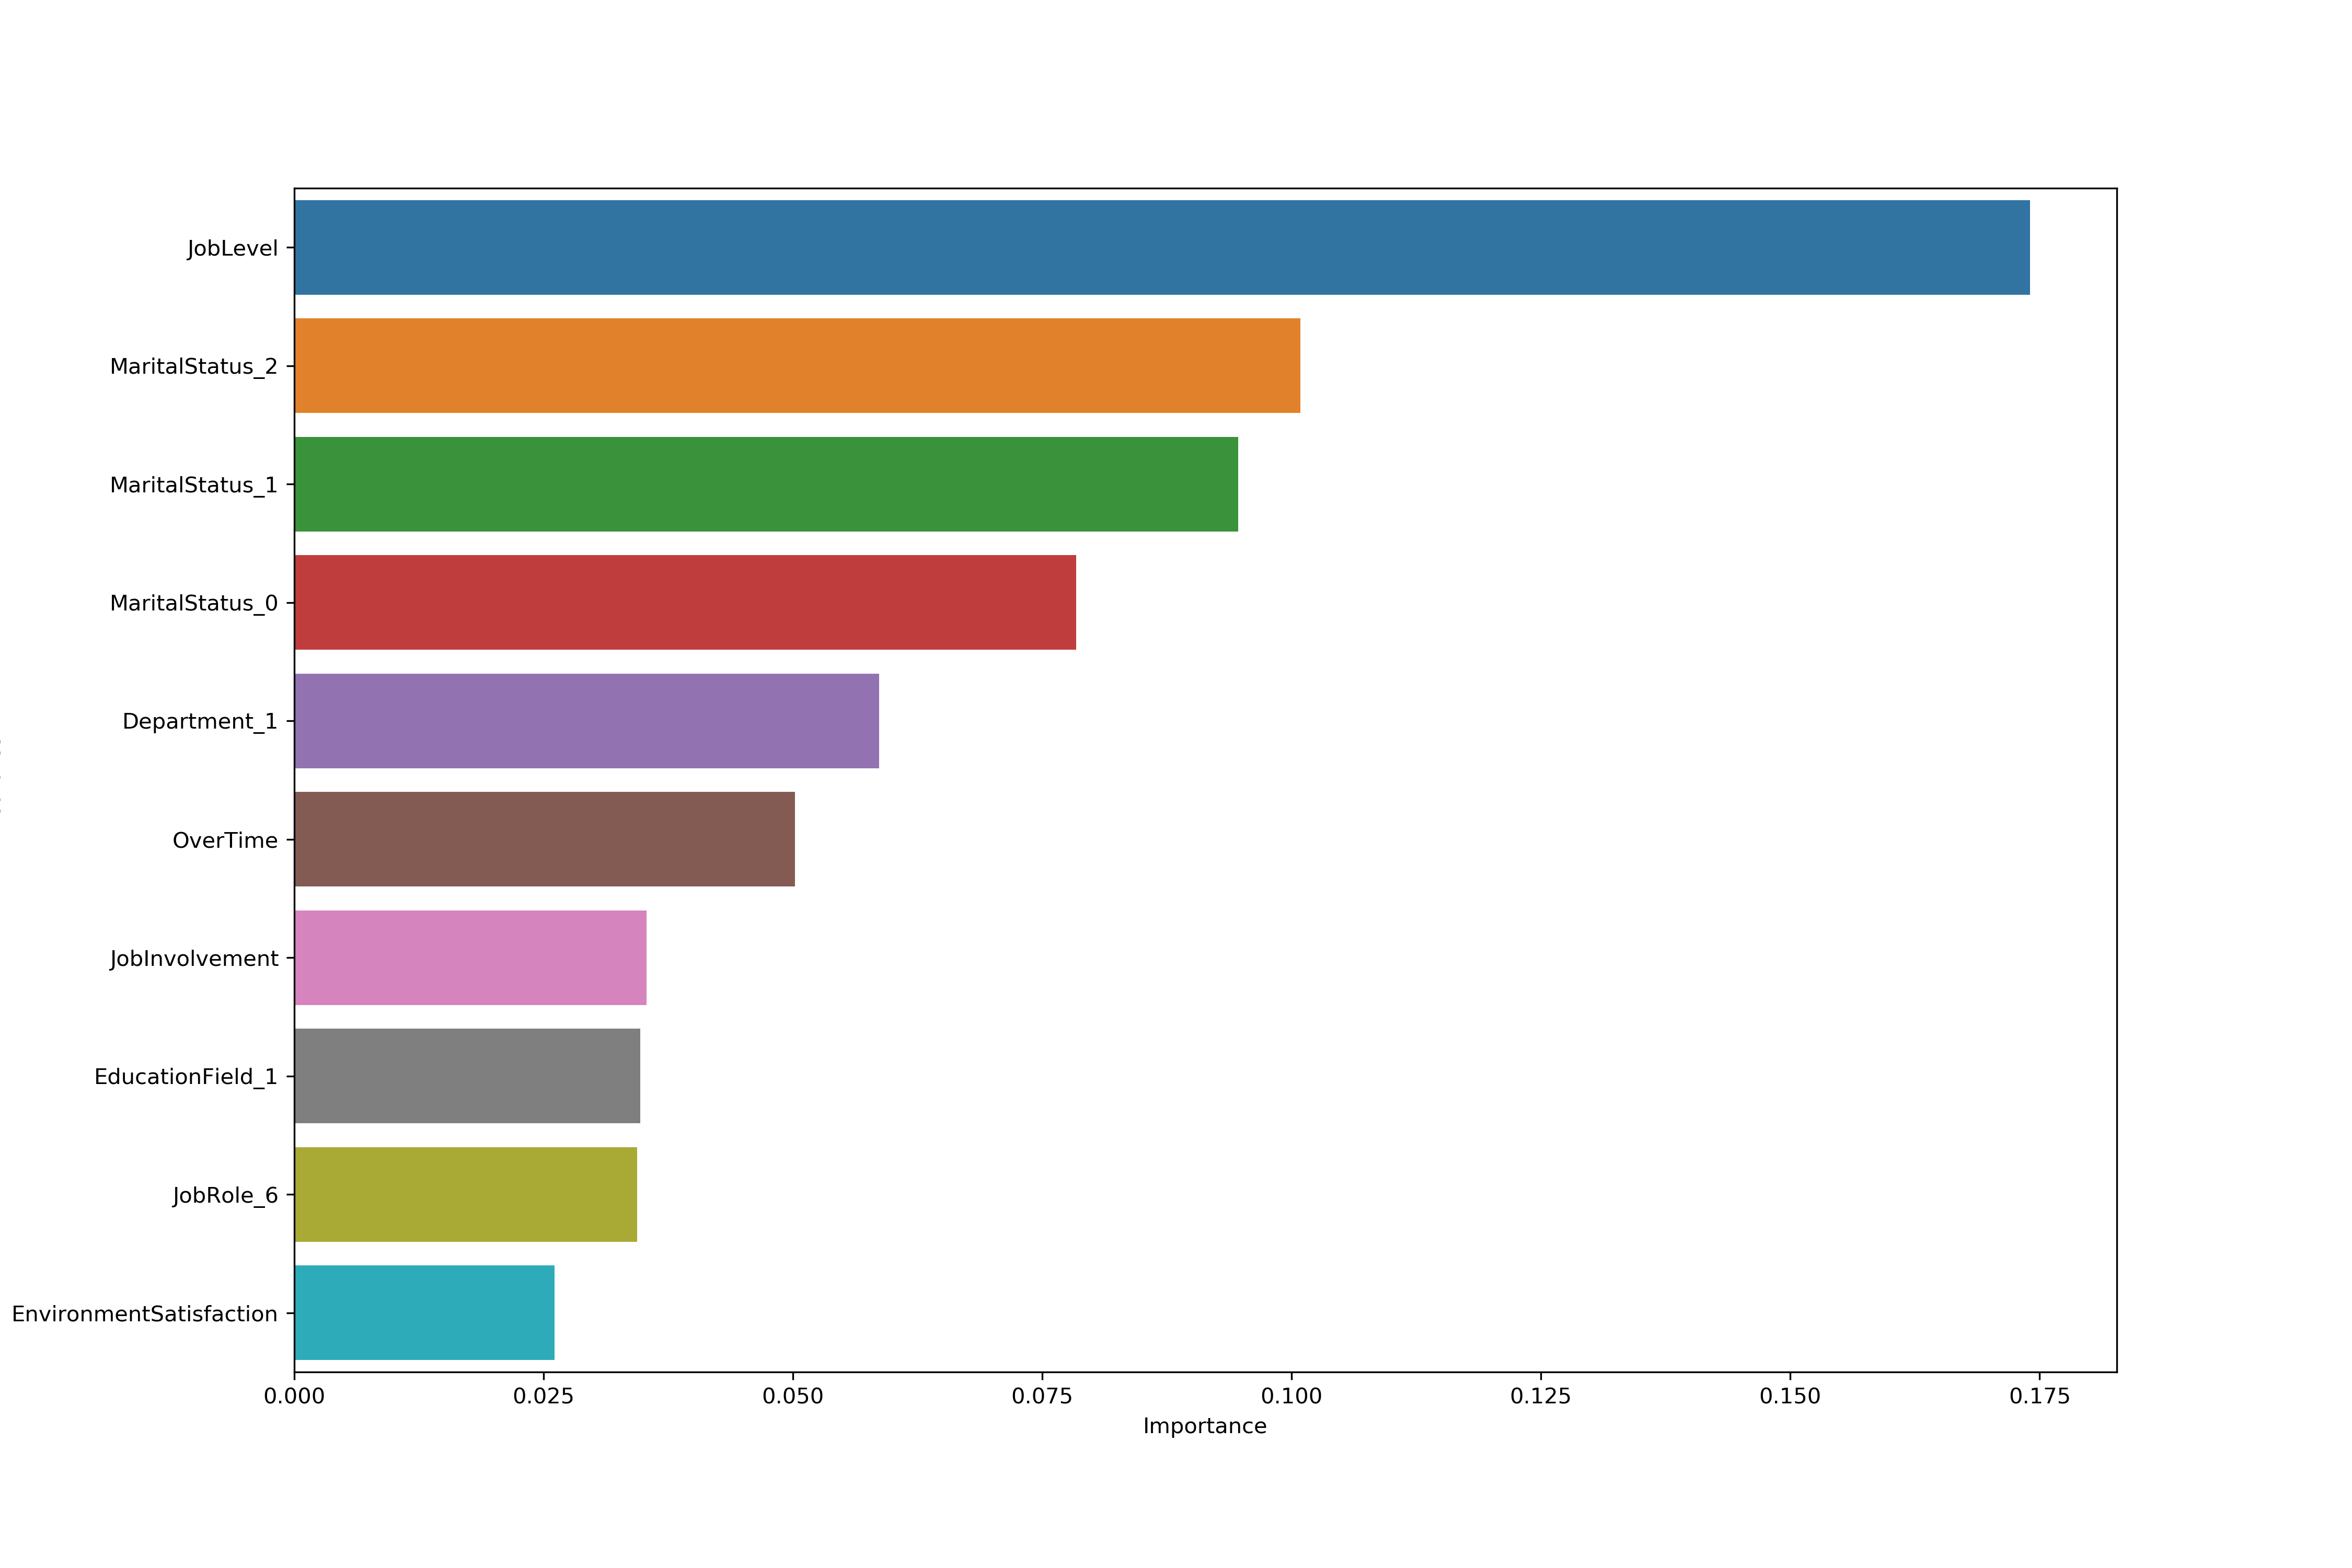 JobLevel
MaritalStatus_2
MaritalStatus_1
MaritalStatus_0
Department_1
OverTime
JobInvolvement
EducationField_1
JobRole_6
EnvironmentSatisfaction
0.000 0.025 0.050 0.075 0.100 0.125 0.150 0.175
Importance